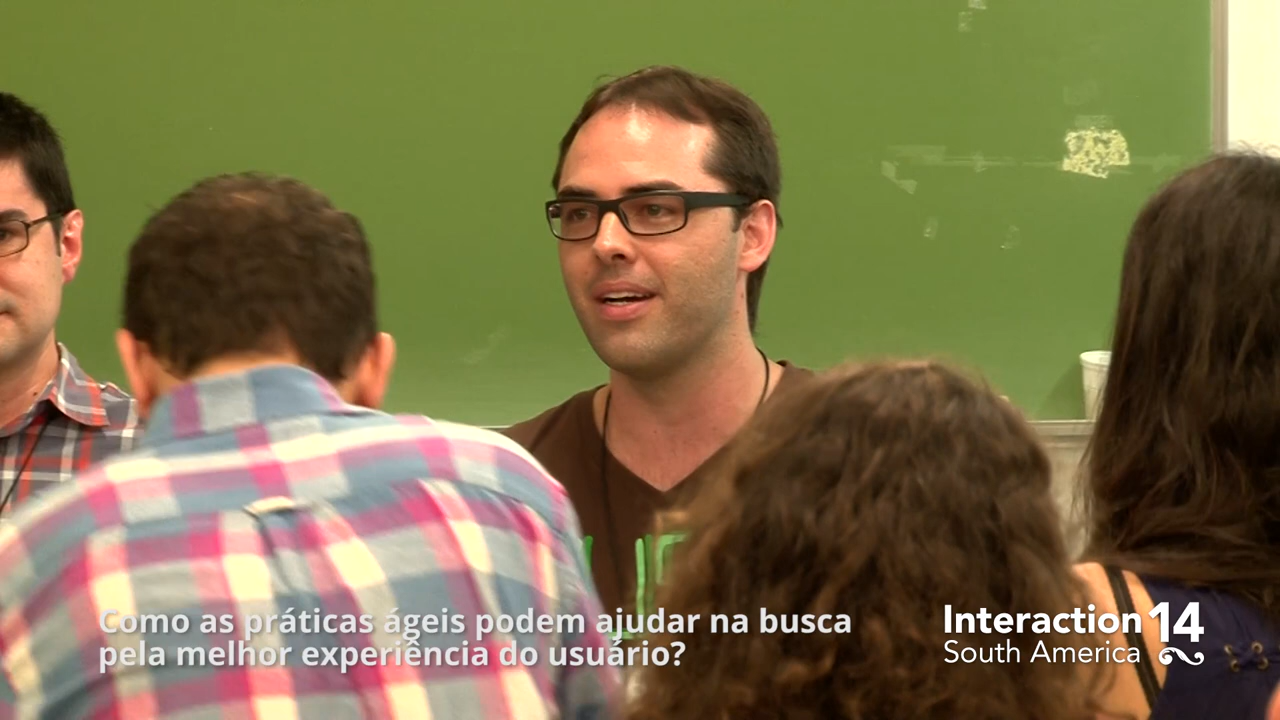 Como as práticas ágeis podem ajudar na busca
pela melhor experiência do usuário?
Interaction 14
South America